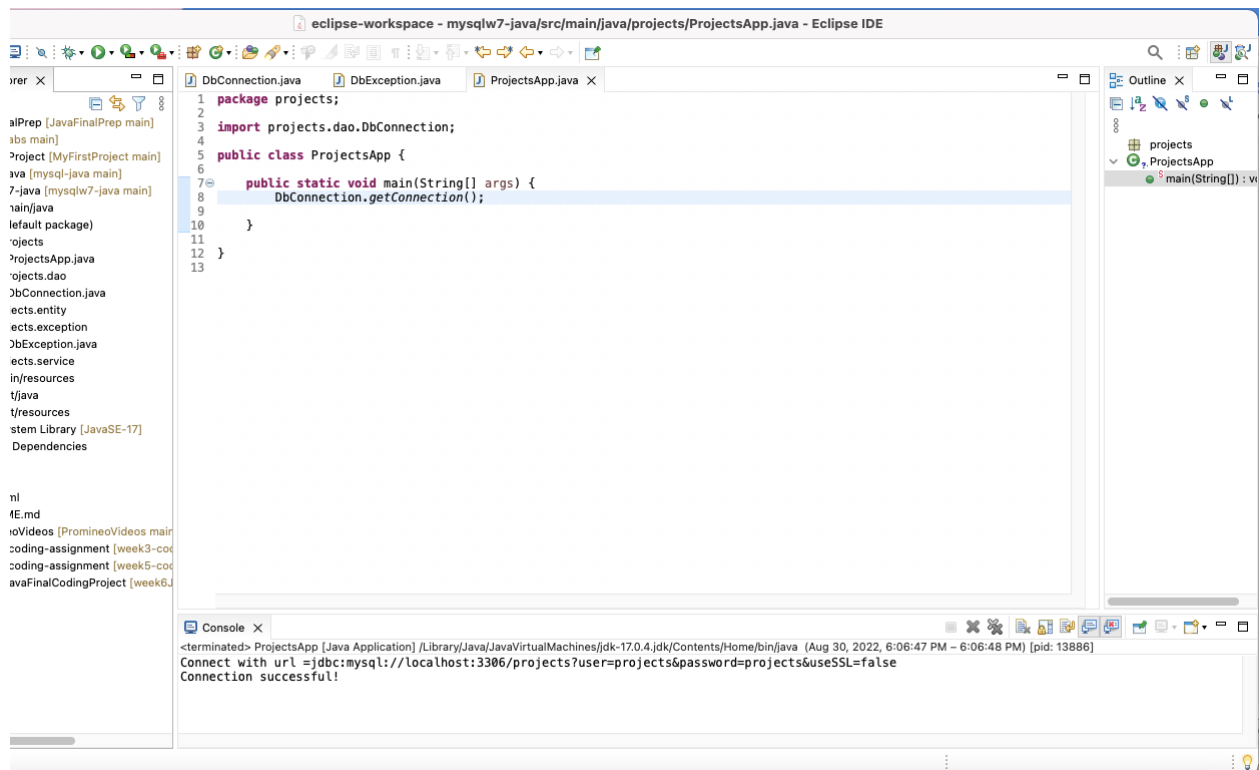 eclipse-workspace - mysqlw7-java/src/main/java/projects/ProjectsApp.java - Eclipse IDE
rer
alPrep [JavaFinalPrep main]
abs main]
Project [MyFirstProject main]
ava [mysql-java main]
7-java [mysqlw7-java main]
nain/java
lefault package)
rojects
ProjectsApp.java
rojects.dao
DbConnection.java
ects.entity
ects.exception
DbException.java
ects.service
in/resources
t/java
t/resources
stem Library [JavaSE-17]
Dependencies
ml
ME.md
oVideos [PromineoVideos main
coding-assignment [week3-cod
coding-assignment [week5-cod
avaFinalCodingProject [week6J
DbConnection.java
DbException.java
ProjectsApp.java
1 package projects;
2
3 import projects.dao.DbConnection;
4
5 public class ProjectsApp {
6
7 public static void main(String[] args) {
8 DbConnection.getConnection();
9
10 }
11
12 }
13
Outline
projects
ProjectsApp
main(String[]) : vo
Console
<terminated> ProjectsApp [Java Application] /Library/Java/JavaVirtualMachines/jdk-17.0.4.jdk/Contents/Home/bin/java (Aug 30, 2022, 6:06:47 PM – 6:06:48 PM) [pid: 13886]
Connect with url =jdbc:mysql://localhost:3306/projects?user=projects&password=projects&useSSL=false
Connection successful!